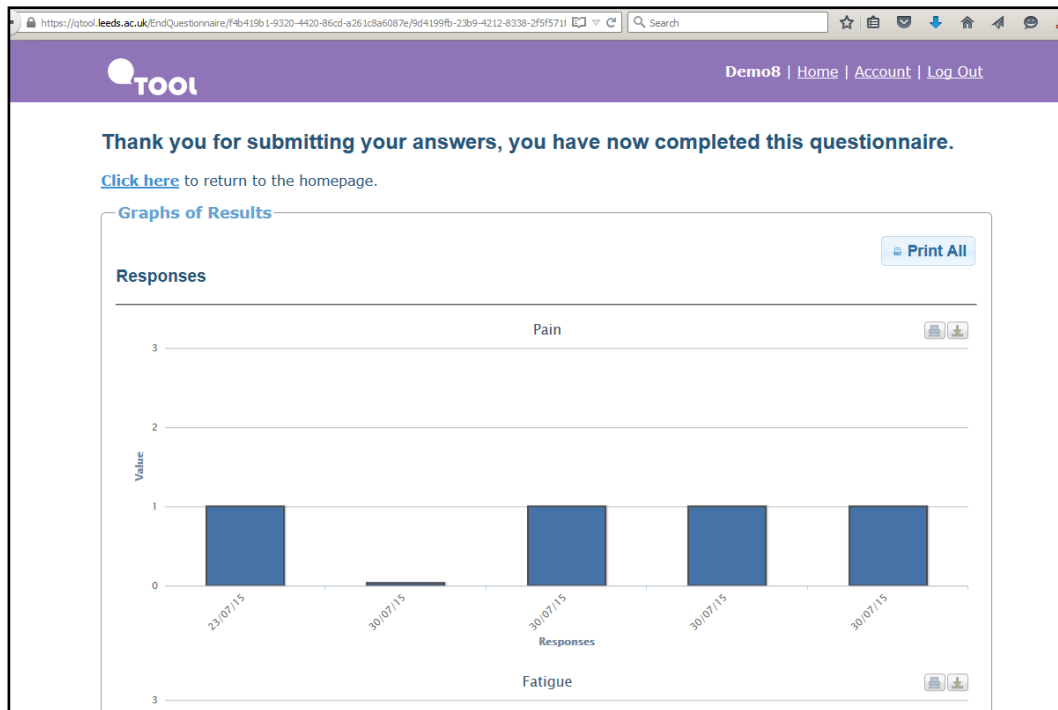 https://qtool.leeds.ac.uk/EndQuestionnaire/f4b419b1-9320-4420-86cd-a261c8a6087e/9d4199fb-23b9-4212-8338-2f5f571f
Search
QTOOL
Demo8 | Home | Account | Log Out
Thank you for submitting your answers, you have now completed this questionnaire.
Click here to return to the homepage.
Graphs of Results
Print All
Responses
Pain
3
2
Value
1
0
23/07/15 30/07/15 30/07/15 30/07/15 30/07/15
Responses
Fatigue
3